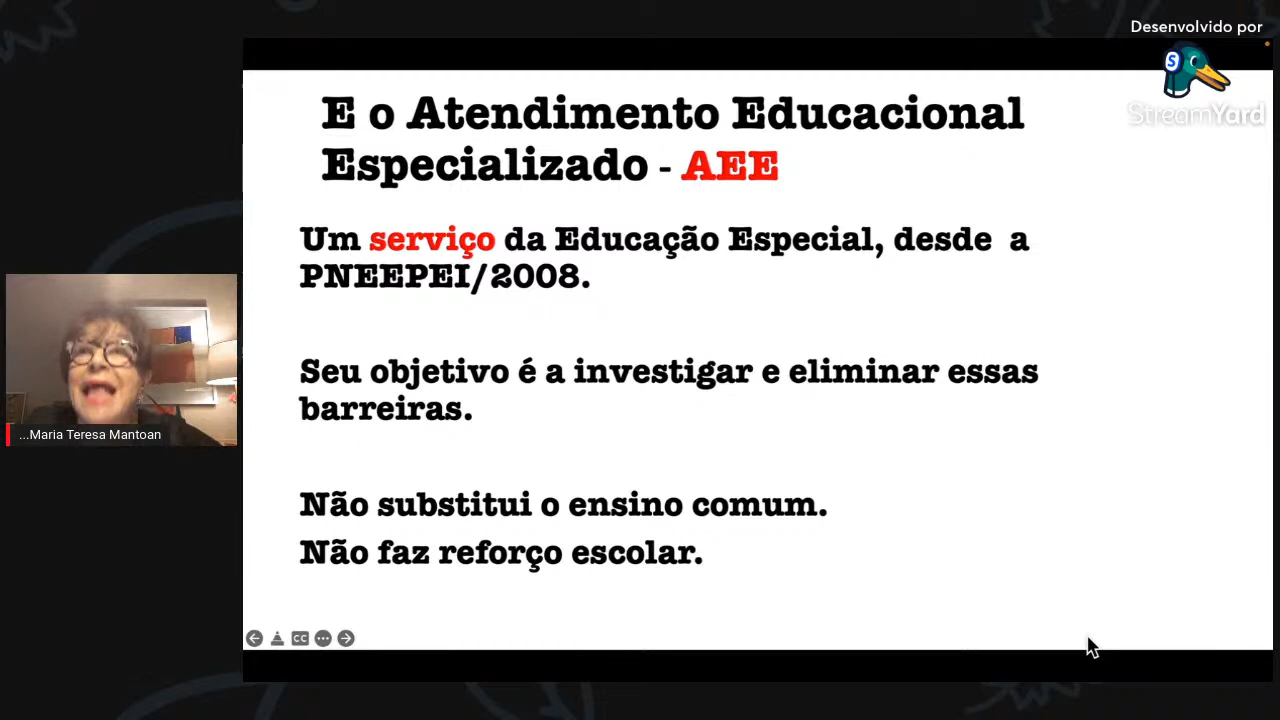 Desenvolvido por
S
StreamYard
E o Atendimento Educacional
Especializado - AEE
Um serviço da Educação Especial, desde a
PNEEPEI/2008.
Seu objetivo é a investigar e eliminar essas
barreiras.
Não substitui o ensino comum.
Não faz reforço escolar.
...Maria Teresa Mantoan
CC